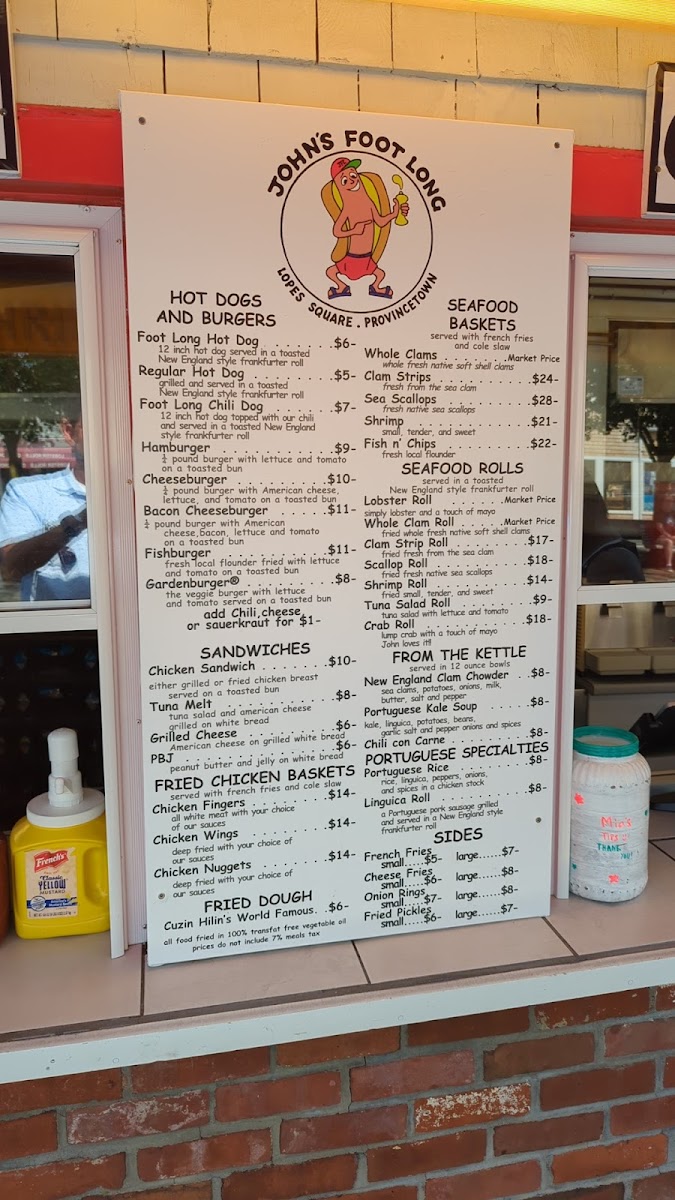 JOHN'S FOOT LONG
LOPES SQUARE . PROVINCETOWN
HOT DOGS
AND BURGERS
Foot Long Hot Dog . . . . . . . .$6-
12 inch hot dog served in a toasted
New England style frankfurter roll
Regular Hot Dog . . . . . . . . .$5-
grilled and served in a toasted
New England style frankfurter roll
Foot Long Chili Dog . . . . . . .$7-
12 inch hot dog topped with our chili
and served in a toasted New England
style frankfurter roll
Hamburger . . . . . . . . . . . .$9-
¼ pound burger with lettuce and tomato
on a toasted bun
Cheeseburger . . . . . . . . . .$10-
¼ pound burger with American cheese,
lettuce, and tomato on a toasted bun
Bacon Cheeseburger . . . . . . .$11-
¼ pound burger with American
cheese, bacon, lettuce and tomato
on a toasted bun
Fishburger . . . . . . . . . . .$11-
fresh local flounder fried with lettuce
and tomato on a toasted bun
Gardenburger® . . . . . . . . . .$8-
the veggie burger with lettuce
and tomato served on a toasted bun
add Chili,cheese,
or sauerkraut for $1-
SANDWICHES
Chicken Sandwich . . . . . . .$10-
either grilled or fried chicken breast
served on a toasted bun
Tuna Melt . . . . . . . . . . . .$8-
tuna salad and american cheese
grilled on white bread
Grilled Cheese . . . . . . . . .$6-
American cheese on grilled white bread
PBJ . . . . . . . . . . . . . . .$6-
peanut butter and jelly on white bread
FRIED CHICKEN BASKETS
served with french fries and cole slaw
Chicken Fingers . . . . . . . .$14-
all white meat with your choice
of our sauces
Chicken Wings . . . . . . . . .$14-
deep fried with your choice of
our sauces
Chicken Nuggets . . . . . . . .$14-
deep fried with your choice of
our sauces
FRIED DOUGH
Cuzin Hilin's World Famous. .$6-
all food fried in 100% transfat free vegetable oil
prices do not include 7% meals tax
SEAFOOD
BASKETS
served with french fries
and cole slaw
Whole Clams . . . . . . . .Market Price
whole fresh native soft shell clams
Clam Strips . . . . . . . . . .$24-
fresh from the sea clam
Sea Scallops . . . . . . . . . .$28-
fresh native sea scallops
Shrimp . . . . . . . . . . . . .$21-
small, tender, and sweet
Fish n' Chips . . . . . . . . . .$22-
fresh local flounder
SEAFOOD ROLLS
served in a toasted
New England style frankfurter roll
Lobster Roll . . . . . . .Market Price
simply lobster and a touch of mayo
Whole Clam Roll . . . . .Market Price
fried whole fresh native soft shell clams
Clam Strip Roll . . . . . . . .$17-
fried fresh from the sea clam
Scallop Roll . . . . . . . . . .$18-
fried fresh native sea scallops
Shrimp Roll . . . . . . . . . .$14-
fried small, tender, and sweet
Tuna Salad Roll . . . . . . . .$9-
tuna salad with lettuce and tomato
Crab Roll . . . . . . . . . . .$18-
lump crab with a touch of mayo
John loves it!!
FROM THE KETTLE
served in 12 ounce bowls
New England Clam Chowder . .$8-
sea clams, potatoes, onions, milk,
butter, salt and pepper
Portuguese Kale Soup . . . . .$8-
kale, linguica, potatoes, beans,
garlic salt and pepper onions and spices
Chili con Carne . . . . . . . .$8-
PORTUGUESE SPECIALTIES
Portuguese Rice . . . . . . . .$8-
rice, linguica, peppers, onions,
and spices in a chicken stock
Linguica Roll . . . . . . . . .$8-
a Portuguese pork sausage grilled
and served in a New England style
frankfurter roll
SIDES
French Fries
small.....$5- large......$7-
Cheese Fries
small.....$6- large......$8-
Onion Rings
small.....$7- large......$8-
Fried Pickles
small.....$6- large......$7-
French's
Classic
YELLOW
MUSTARD
THANK